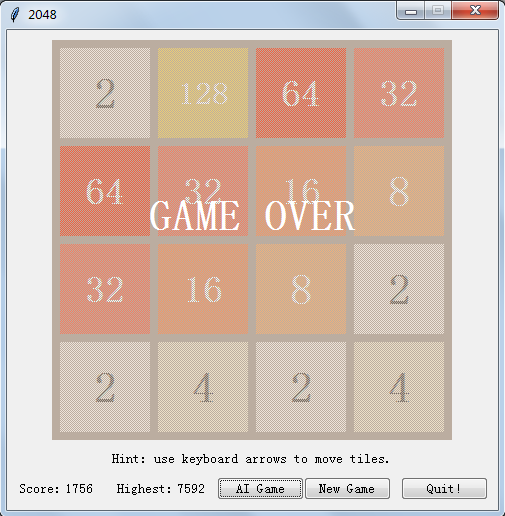 2048
2 128 64 32
64 32 16 8
GAME OVER
32 16 8 2
2 4 2 4
Hint: use keyboard arrows to move tiles.
Score: 1756 Highest: 7592 AI Game New Game Quit!